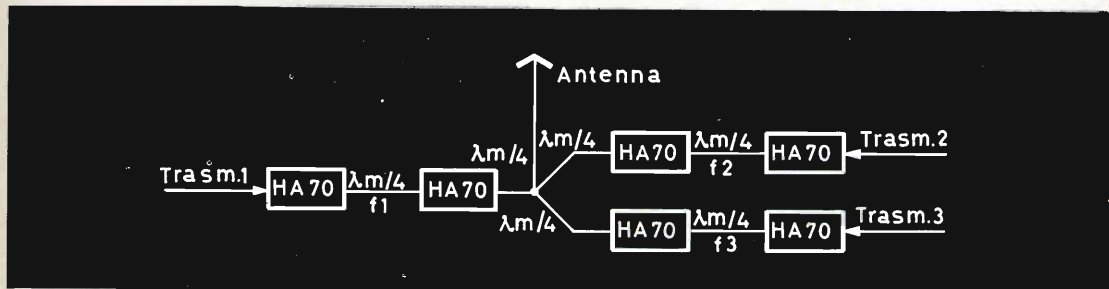 Antenna
λm/4 λm/4 HA70 λm/4 f2 HA70 Trasm.2
Trasm.1 HA70 λm/4 f1 HA70
λm/4 HA70 λm/4 f3 HA70 Trasm.3